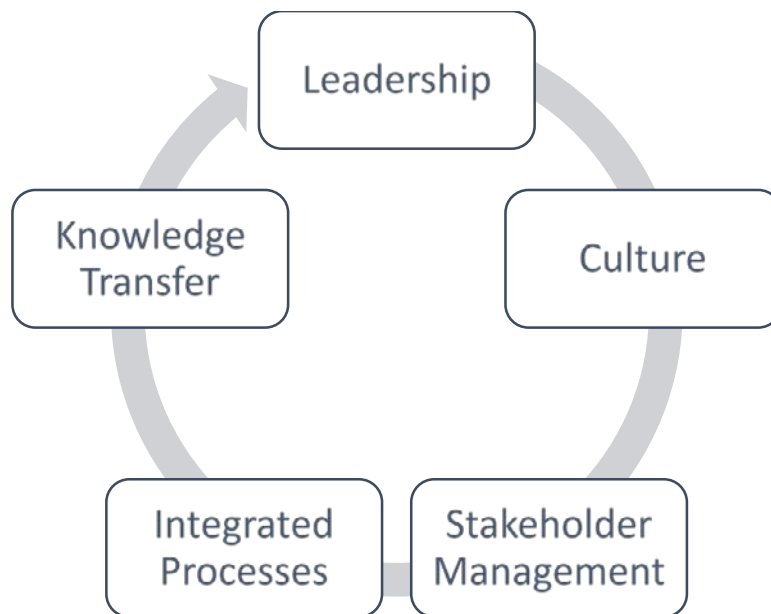 Leadership
Culture
Stakeholder
Management
Integrated
Processes
Knowledge
Transfer